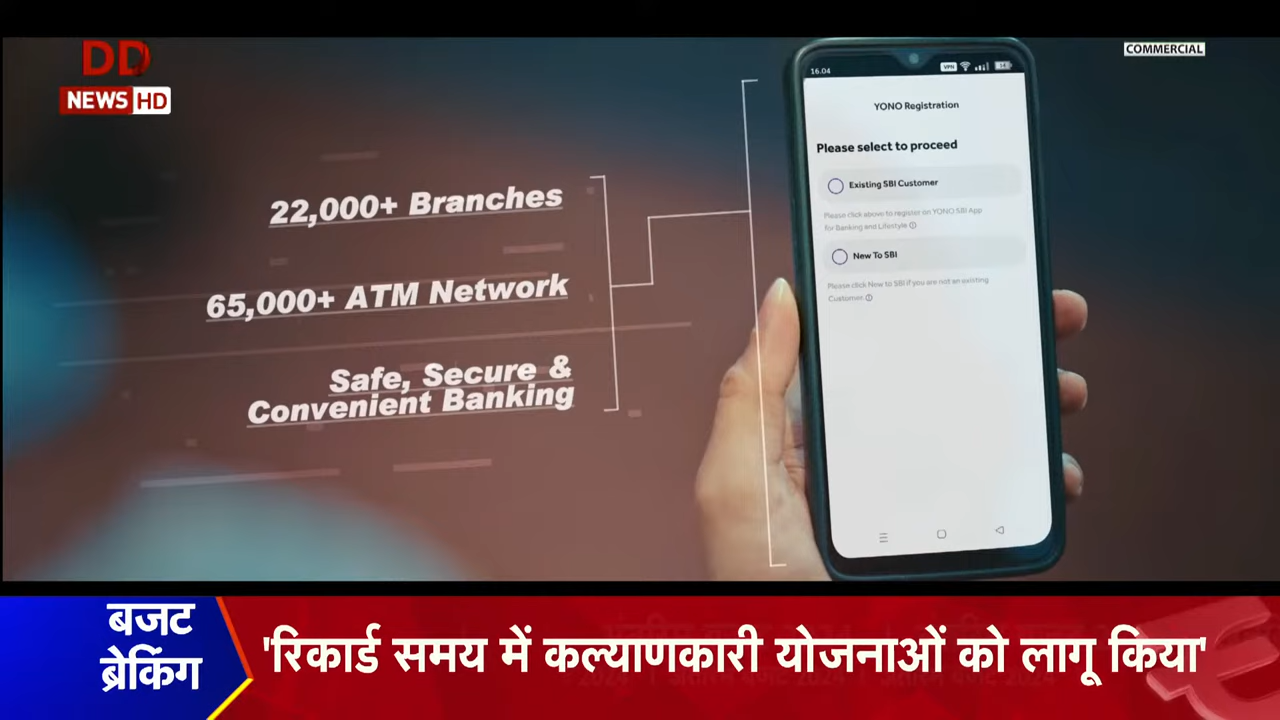 DD
NEWS HD
COMMERCIAL
22,000+ Branches
65,000+ ATM Network
Safe, Secure &
Convenient Banking
16.04
VPN
YONO Registration
Please select to proceed
Existing SBI Customer
Please click above to register on YONO SBI App
for Banking and Lifestyle
New To SBI
Please click New to SBI if you are not an existing
Customer
बजट
ब्रेकिंग
'रिकार्ड समय में कल्याणकारी योजनाओं को लागू किया'